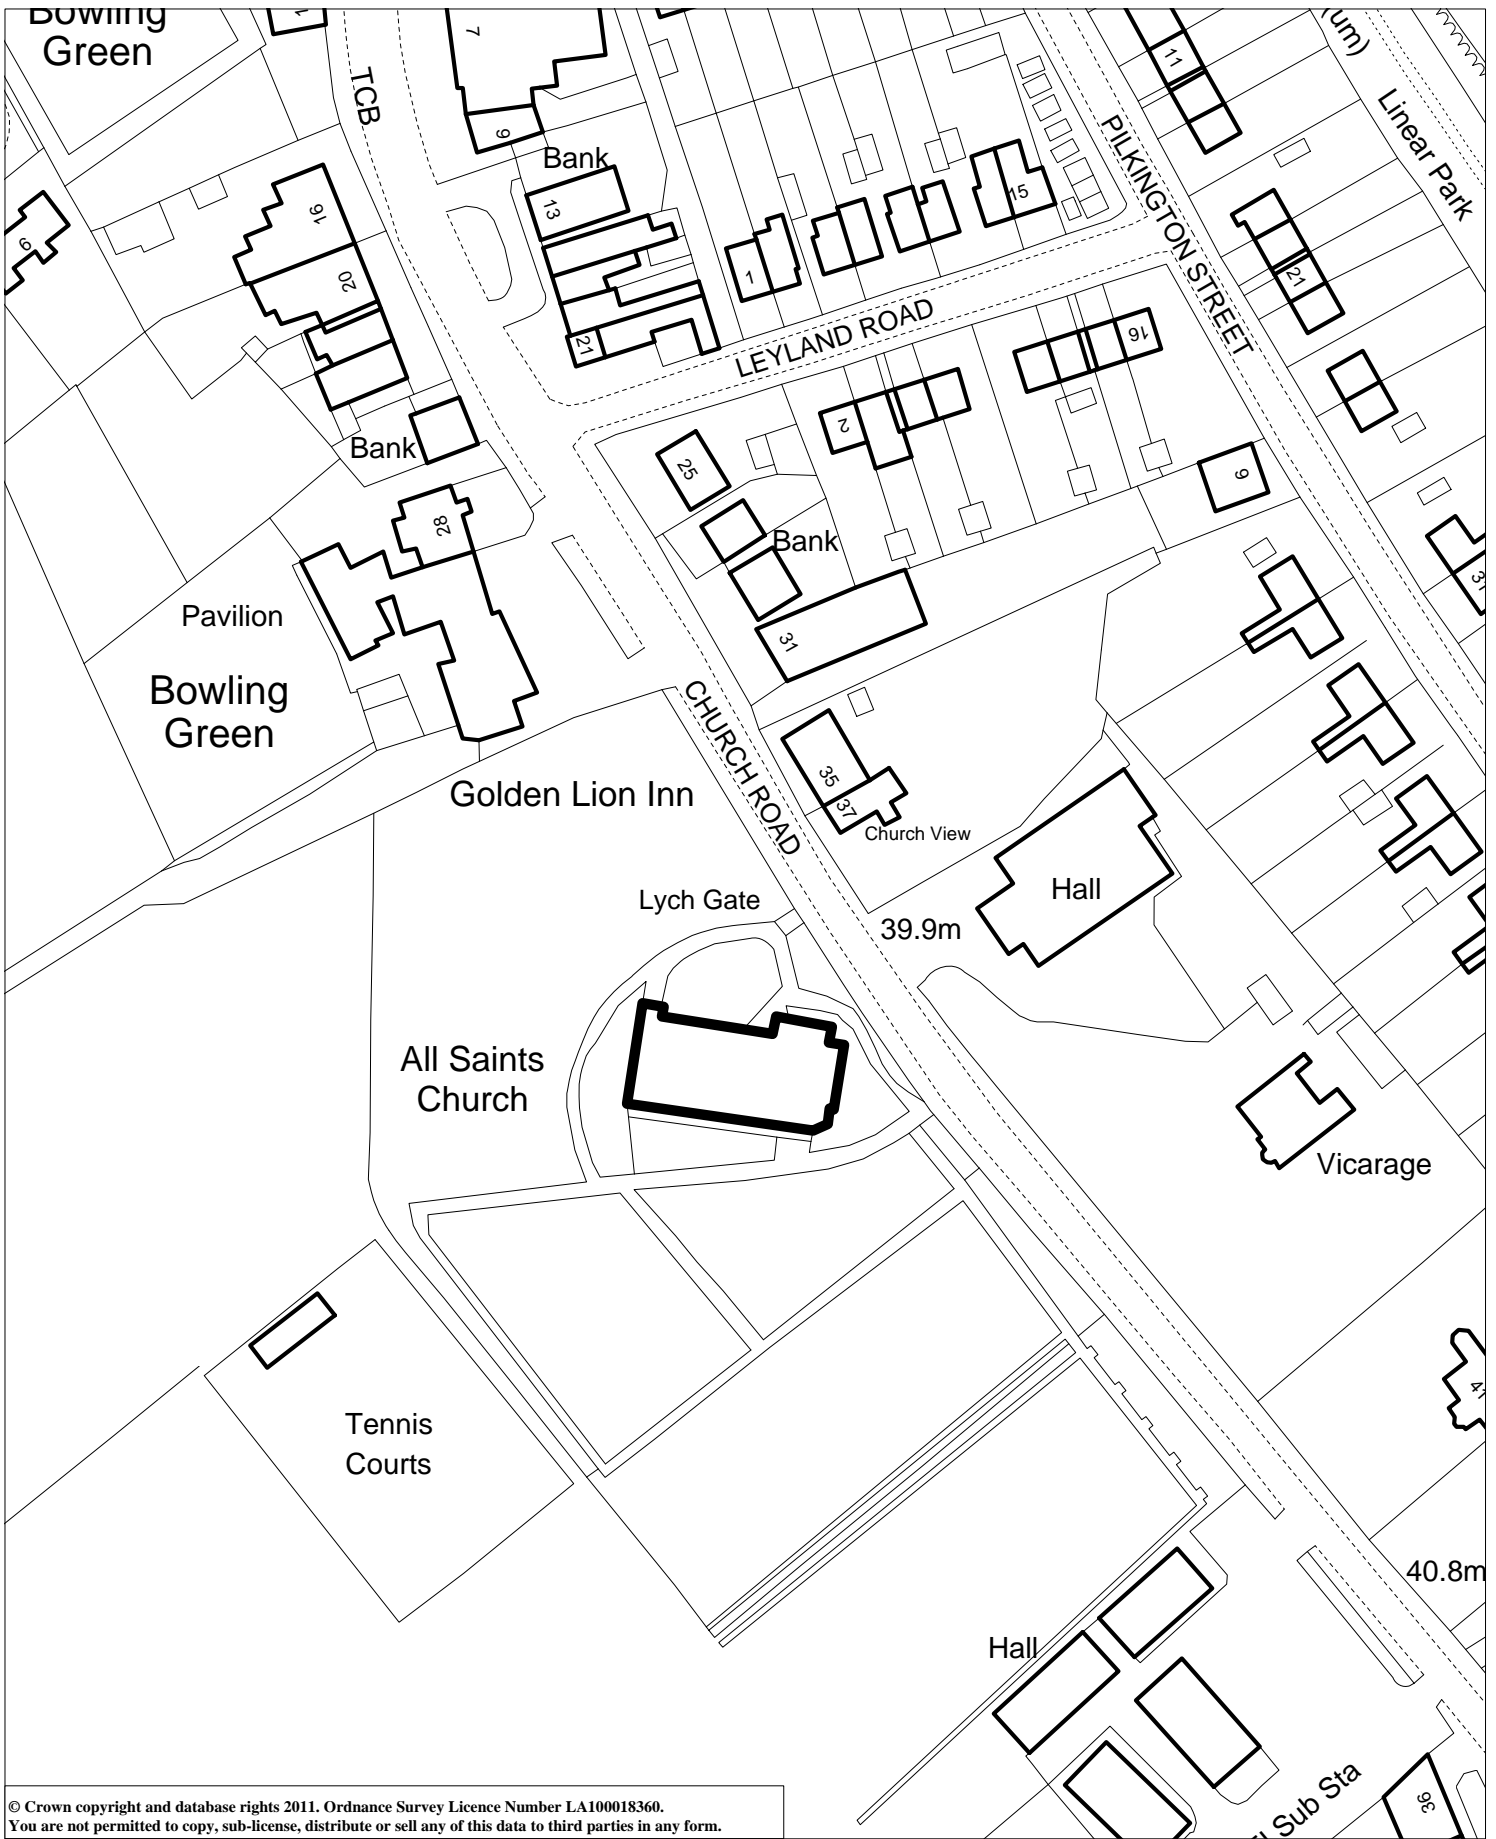 Bowling
Green
7
TCB
9
Bank
13
11
PILKINGTON STREET
Linear Park
16
20
9
15
1
21
21
LEYLAND ROAD
16
2
Bank
25
9
28
Bank
31
Pavilion
Bowling
Green
CHURCH ROAD
35
37
Church View
Golden Lion Inn
Hall
Lych Gate
39.9m
All Saints
Church
Vicarage
41
Tennis
Courts
40.8m
Hall
Sub Sta
36
© Crown copyright and database rights 2011. Ordnance Survey Licence Number LA100018360.
You are not permitted to copy, sub-license, distribute or sell any of this data to third parties in any form.